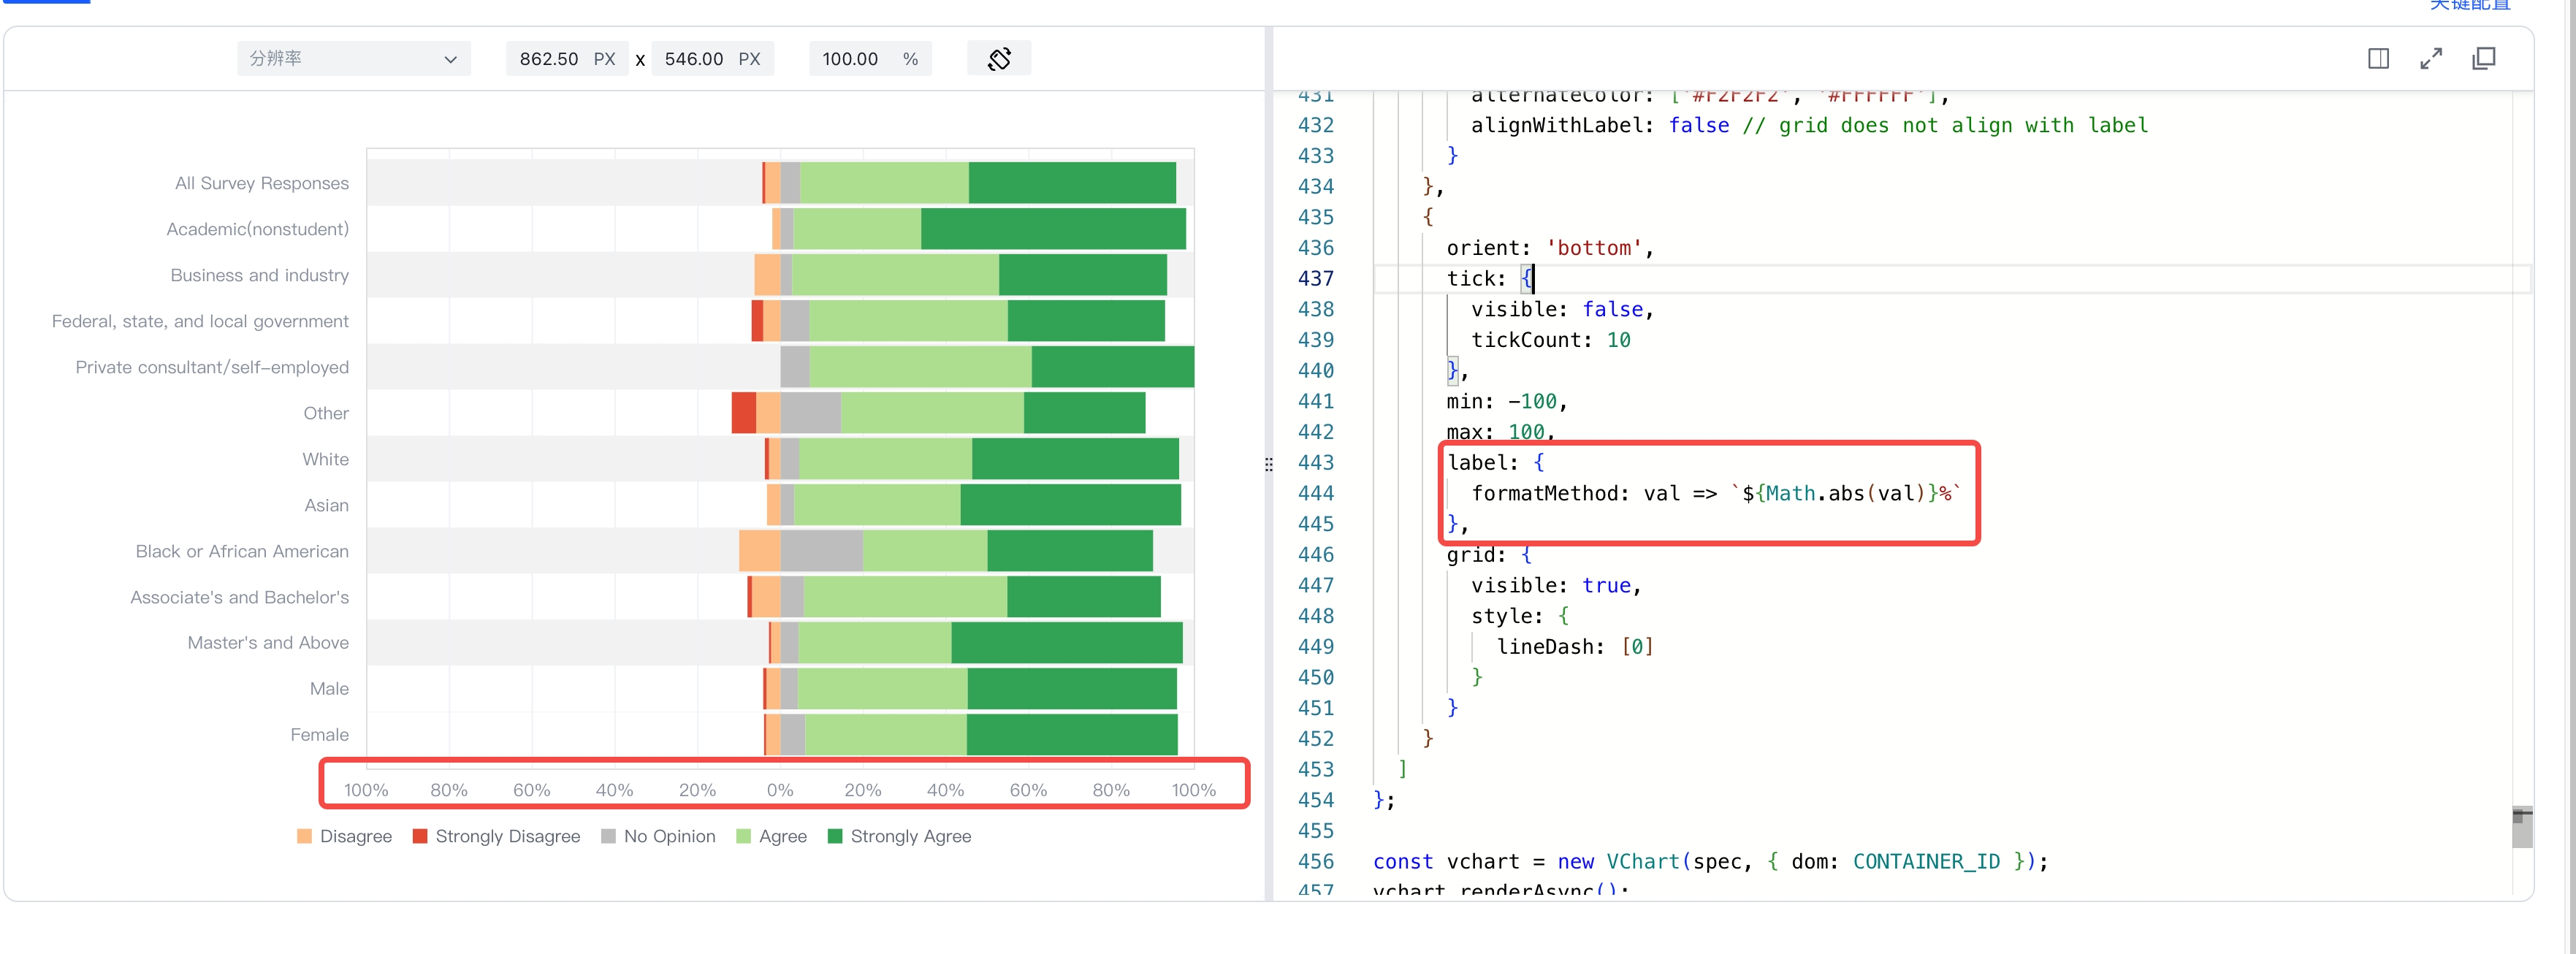 关键配置
分辨率 862.50 PX x 546.00 PX 100.00 %
All Survey Responses
Academic(nonstudent)
Business and industry
Federal, state, and local government
Private consultant/self-employed
Other
White
Asian
Black or African American
Associate's and Bachelor's
Master's and Above
Male
Female
100% 80% 60% 40% 20% 0% 20% 40% 60% 80% 100%
Disagree Strongly Disagree No Opinion Agree Strongly Agree
431 alternateColor: ['#F2F2F2', '#FFFFFF'],
432 alignWithLabel: false // grid does not align with label
433 }
434 },
435 {
436 orient: 'bottom',
437 tick: {
438 visible: false,
439 tickCount: 10
440 },
441 min: -100,
442 max: 100,
443 label: {
444 formatMethod: val => `${Math.abs(val)}%`
445 },
446 grid: {
447 visible: true,
448 style: {
449 lineDash: [0]
450 }
451 }
452 }
453 ]
454 };
455
456 const vchart = new VChart(spec, { dom: CONTAINER_ID });
457 vchart.renderAsync();